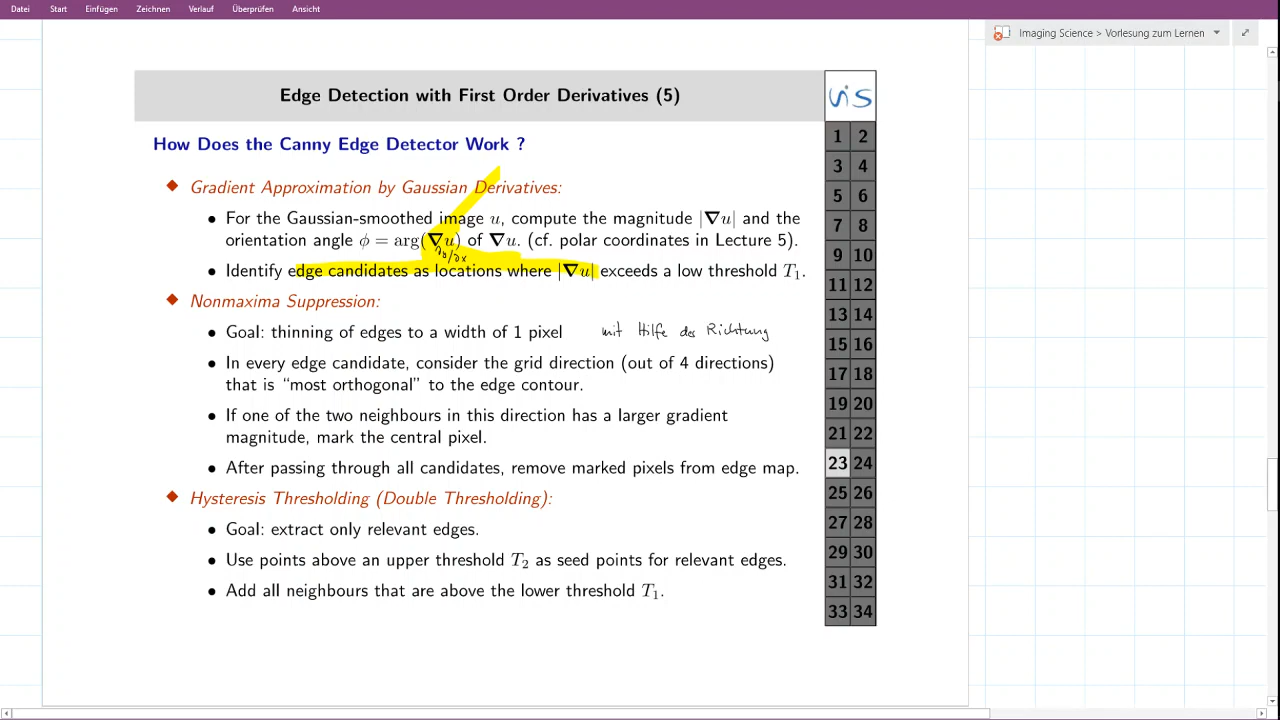 Datei Start Einfügen Zeichnen Verlauf Überprüfen Ansicht
Imaging Science > Vorlesung zum Lernen
Edge Detection with First Order Derivatives (5)
vis
How Does the Canny Edge Detector Work ?
◆ Gradient Approximation by Gaussian Derivatives:
• For the Gaussian-smoothed image u, compute the magnitude |∇u| and the
orientation angle ϕ = arg(∇u) of ∇u. (cf. polar coordinates in Lecture 5).
• Identify edge candidates as locations where |∇u| exceeds a low threshold T₁.
◆ Nonmaxima Suppression:
• Goal: thinning of edges to a width of 1 pixel mit Hilfe der Richtung
• In every edge candidate, consider the grid direction (out of 4 directions)
that is “most orthogonal” to the edge contour.
• If one of the two neighbours in this direction has a larger gradient
magnitude, mark the central pixel.
• After passing through all candidates, remove marked pixels from edge map.
◆ Hysteresis Thresholding (Double Thresholding):
• Goal: extract only relevant edges.
• Use points above an upper threshold T₂ as seed points for relevant edges.
• Add all neighbours that are above the lower threshold T₁.
1 2
3 4
5 6
7 8
9 10
11 12
13 14
15 16
17 18
19 20
21 22
23 24
25 26
27 28
29 30
31 32
33 34